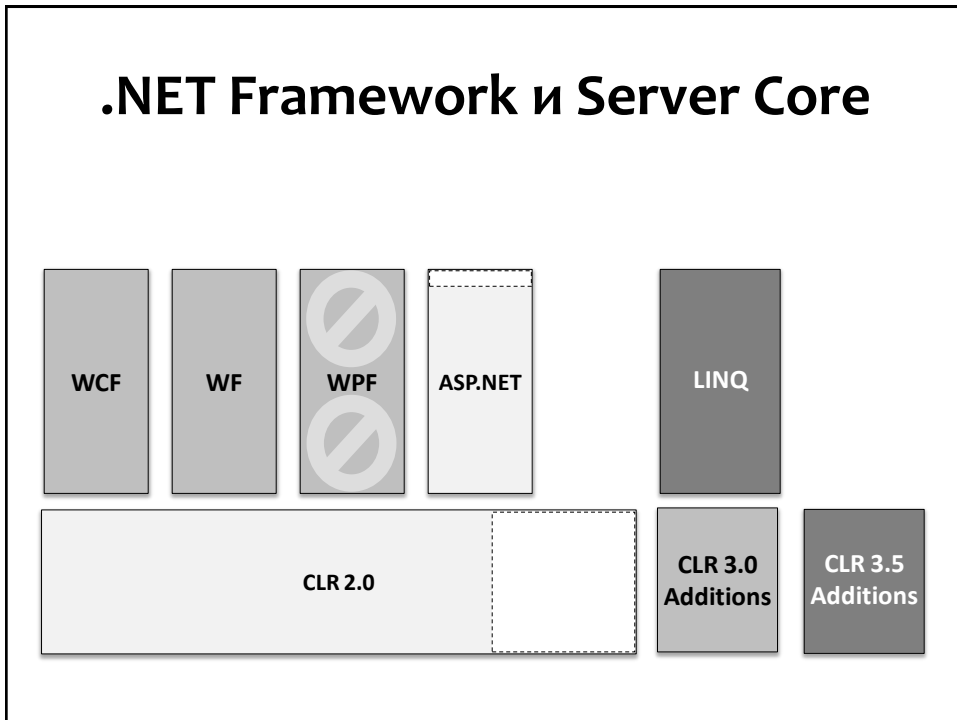 .NET Framework и Server Core
WCF
WF
WPF
ASP.NET
LINQ
CLR 2.0
CLR 3.0
Additions
CLR 3.5
Additions